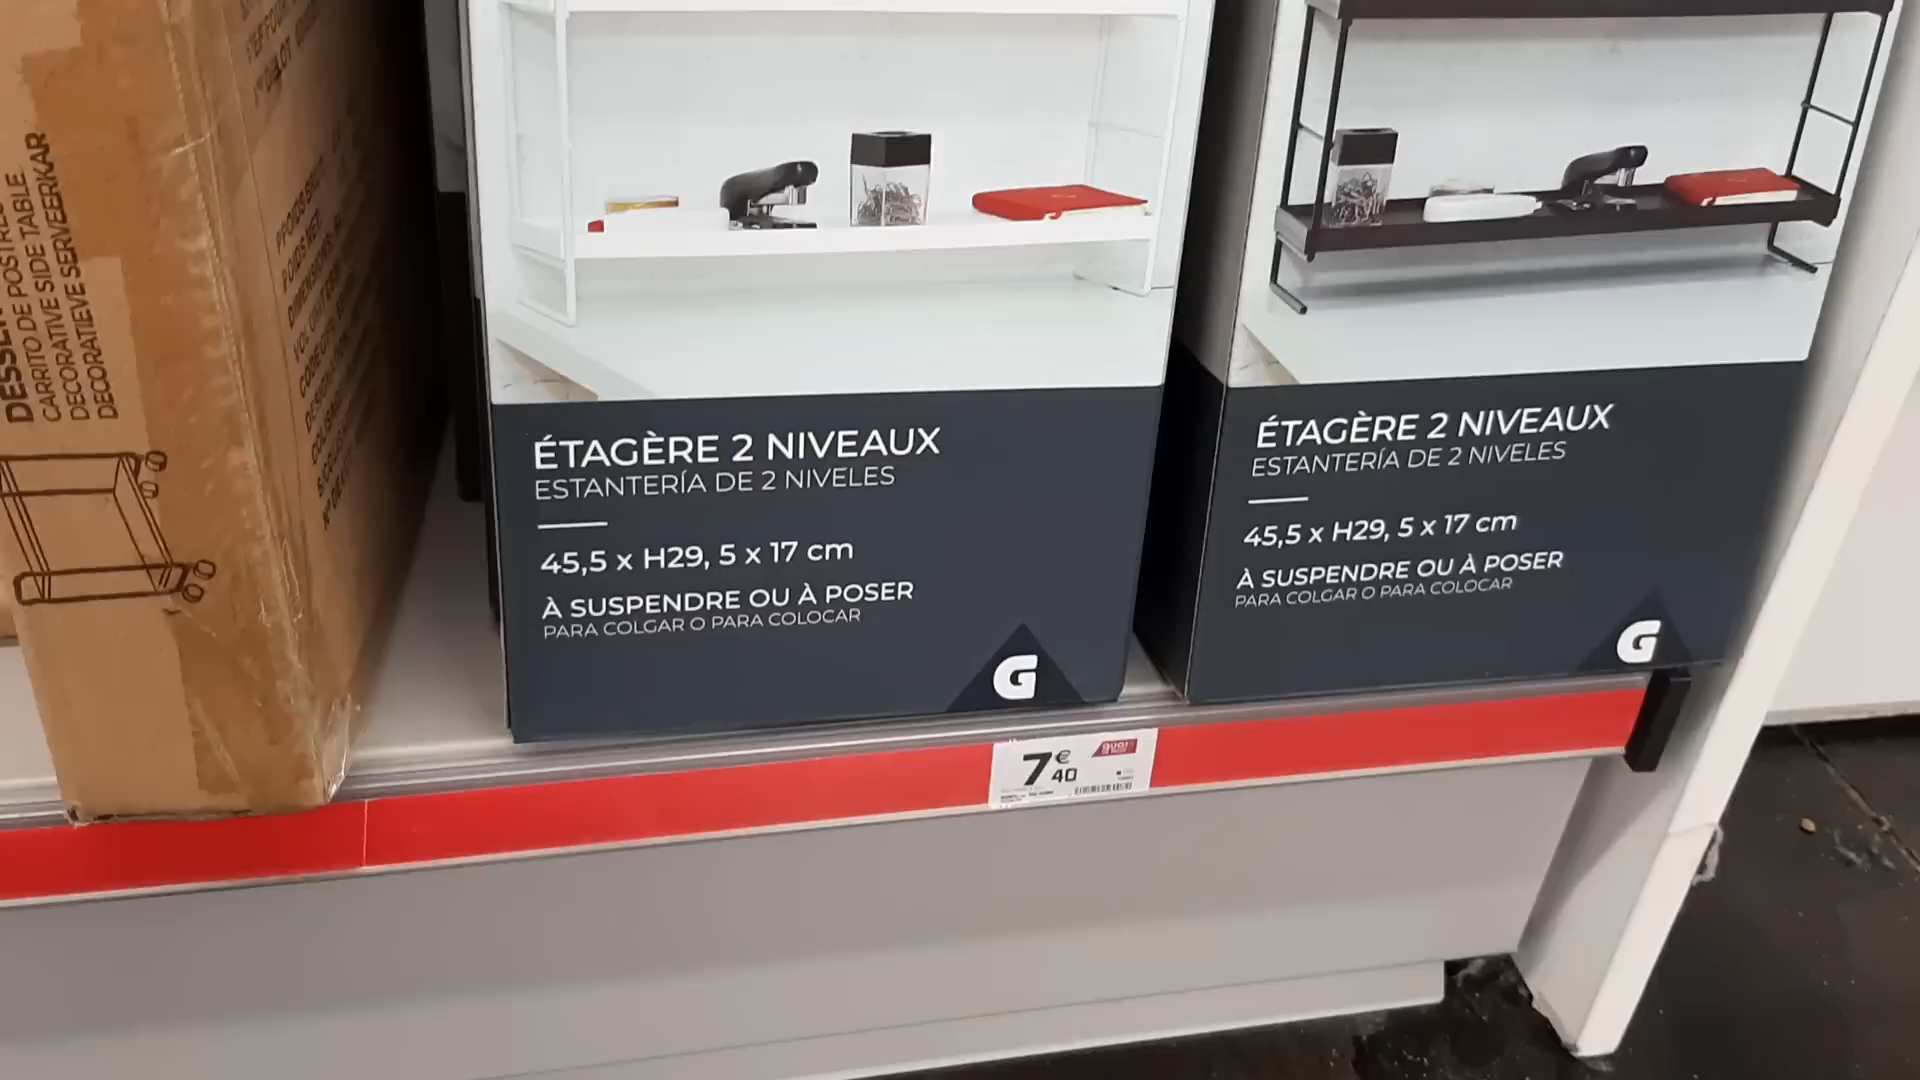 CARRITO DE POSTRES
DECORATIVE SIDE TABLE
DECORATIEVE SERVEERKAR
ÉTAGÈRE 2 NIVEAUX
ESTANTERÍA DE 2 NIVELES
45,5 x H29, 5 x 17 cm
À SUSPENDRE OU À POSER
PARA COLGAR O PARA COLOCAR
G
ÉTAGÈRE 2 NIVEAUX
ESTANTERÍA DE 2 NIVELES
45,5 x H29, 5 x 17 cm
À SUSPENDRE OU À POSER
PARA COLGAR O PARA COLOCAR
G
7€40